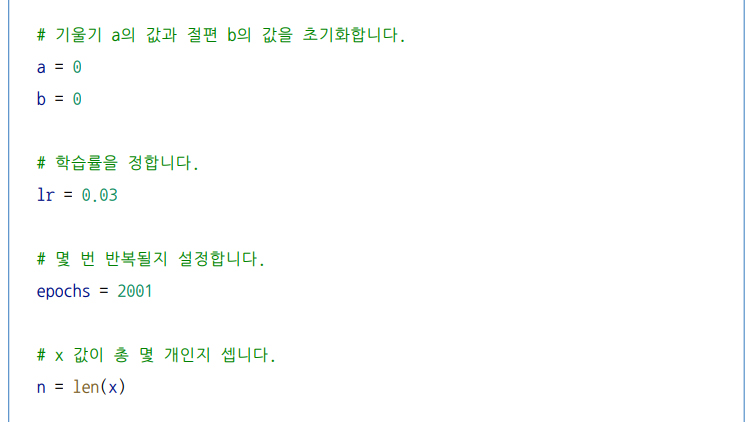 # 기울기 a의 값과 절편 b의 값을 초기화합니다.
a = 0
b = 0
# 학습률을 정합니다.
lr = 0.03
# 몇 번 반복될지 설정합니다.
epochs = 2001
# x 값이 총 몇 개인지 셉니다.
n = len(x)